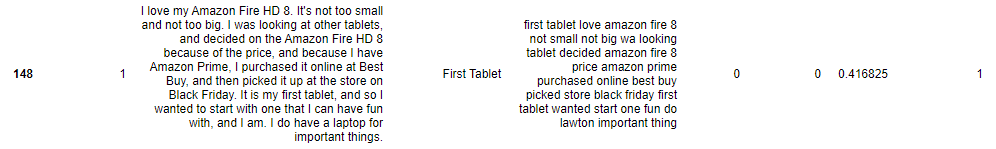 148
1
I love my Amazon Fire HD 8. It's not too small
and not too big. I was looking at other tablets,
and decided on the Amazon Fire HD 8
because of the price, and because I have
Amazon Prime, I purchased it online at Best
Buy, and then picked it up at the store on
Black Friday. It is my first tablet, and so I
wanted to start with one that I can have fun
with, and I am. I do have a laptop for
important things.
First Tablet
first tablet love amazon fire 8
not small not big wa looking
tablet decided amazon fire 8
price amazon prime
purchased online best buy
picked store black friday first
tablet wanted start one fun do
lawton important thing
0
0
0.416825
1